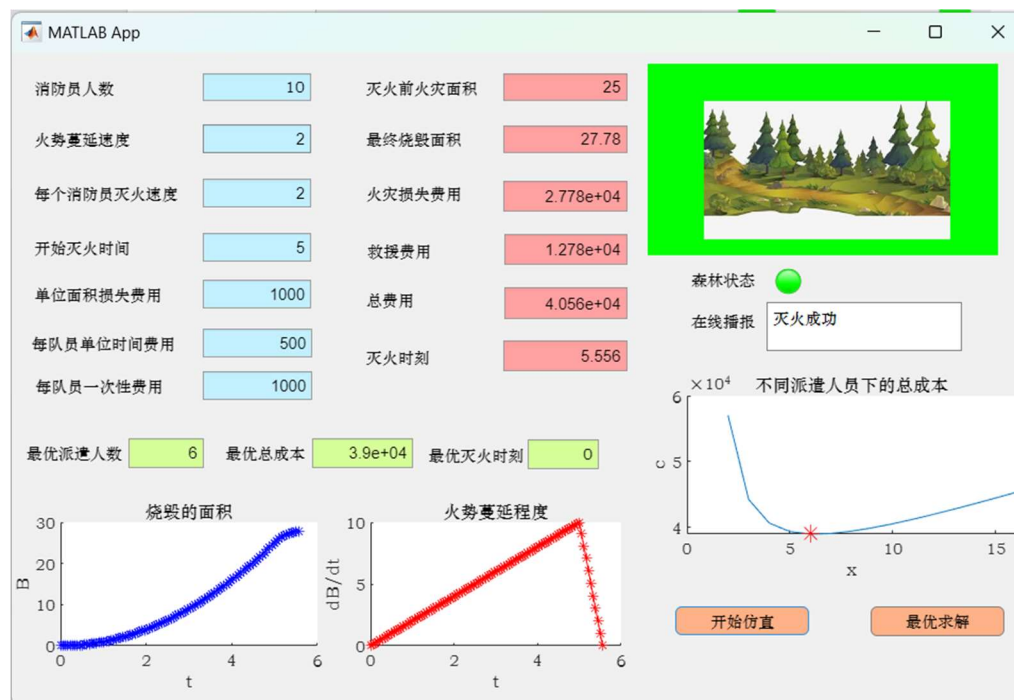 MATLAB App
消防员人数 10 灭火前火灾面积 25
火势蔓延速度 2 最终烧毁面积 27.78
每个消防员灭火速度 2 火灾损失费用 2.778e+04
开始灭火时间 5 救援费用 1.278e+04
单位面积损失费用 1000 总费用 4.056e+04
每队员单位时间费用 500 灭火时刻 5.556
每队员一次性费用 1000
森林状态
在线播报 灭火成功
最优派遣人数 6 最优总成本 3.9e+04 最优灭火时刻 0
×10⁴ 不同派遣人员下的总成本
6
5
4
c
0 5 10 15
x
烧毁的面积
30
20
10
0
B
0 2 4 6
t
火势蔓延程度
10
5
0
dB/dt
0 2 4 6
t
开始仿真 最优求解